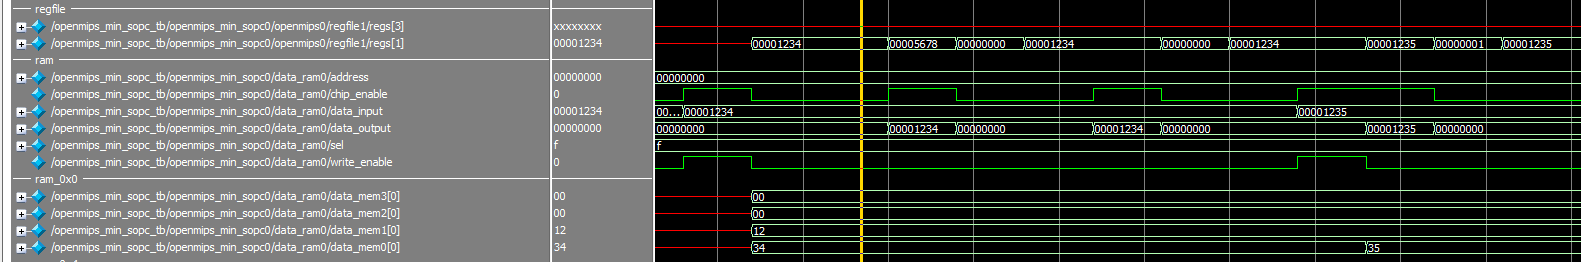 regfile
/openmips_min_sopc_tb/openmips_min_sopc0/openmips0/regfile1/regs[3] xxxxxxxx
/openmips_min_sopc_tb/openmips_min_sopc0/openmips0/regfile1/regs[1] 00001234 00001234 00005678 00000000 00001234 00000000 00001234 00001235 00000001 00001235
ram
/openmips_min_sopc_tb/openmips_min_sopc0/data_ram0/address 00000000 00000000
/openmips_min_sopc_tb/openmips_min_sopc0/data_ram0/chip_enable 0
/openmips_min_sopc_tb/openmips_min_sopc0/data_ram0/data_input 00001234 00... 00001234 00001235
/openmips_min_sopc_tb/openmips_min_sopc0/data_ram0/data_output 00000000 00000000 00001234 00000000 00001234 00000000 00001235 00000000
/openmips_min_sopc_tb/openmips_min_sopc0/data_ram0/sel f f
/openmips_min_sopc_tb/openmips_min_sopc0/data_ram0/write_enable 0
ram_0x0
/openmips_min_sopc_tb/openmips_min_sopc0/data_ram0/data_mem3[0] 00 00
/openmips_min_sopc_tb/openmips_min_sopc0/data_ram0/data_mem2[0] 00 00
/openmips_min_sopc_tb/openmips_min_sopc0/data_ram0/data_mem1[0] 12 12
/openmips_min_sopc_tb/openmips_min_sopc0/data_ram0/data_mem0[0] 34 34 35